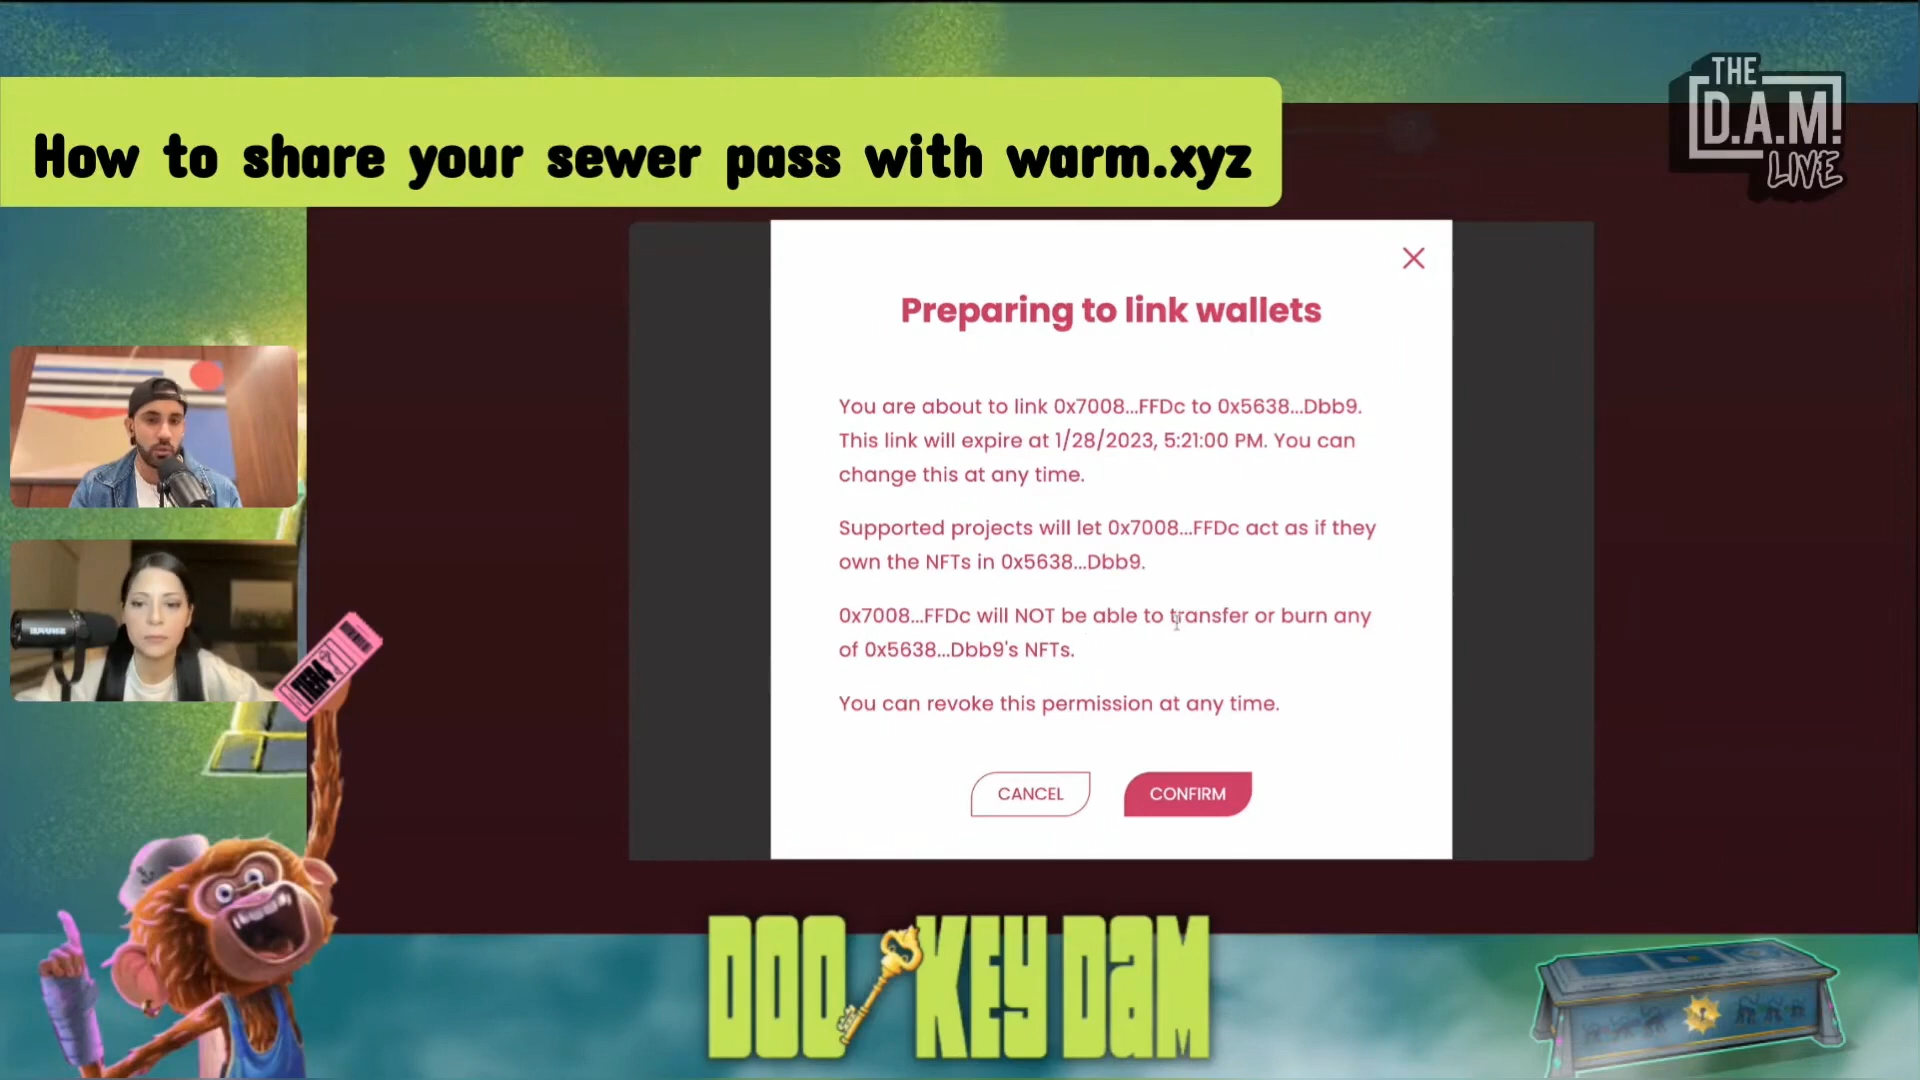 THE
D.A.M!
LIVE
How to share your sewer pass with warm.xyz
Preparing to link wallets
You are about to link 0x7008...FFDc to 0x5638...Dbb9.
This link will expire at 1/28/2023, 5:21:00 PM. You can
change this at any time.
Supported projects will let 0x7008...FFDc act as if they
own the NFTs in 0x5638...Dbb9.
0x7008...FFDc will NOT be able to transfer or burn any
of 0x5638...Dbb9's NFTs.
You can revoke this permission at any time.
CANCEL
CONFIRM
TIER4
DOO KEY DaM